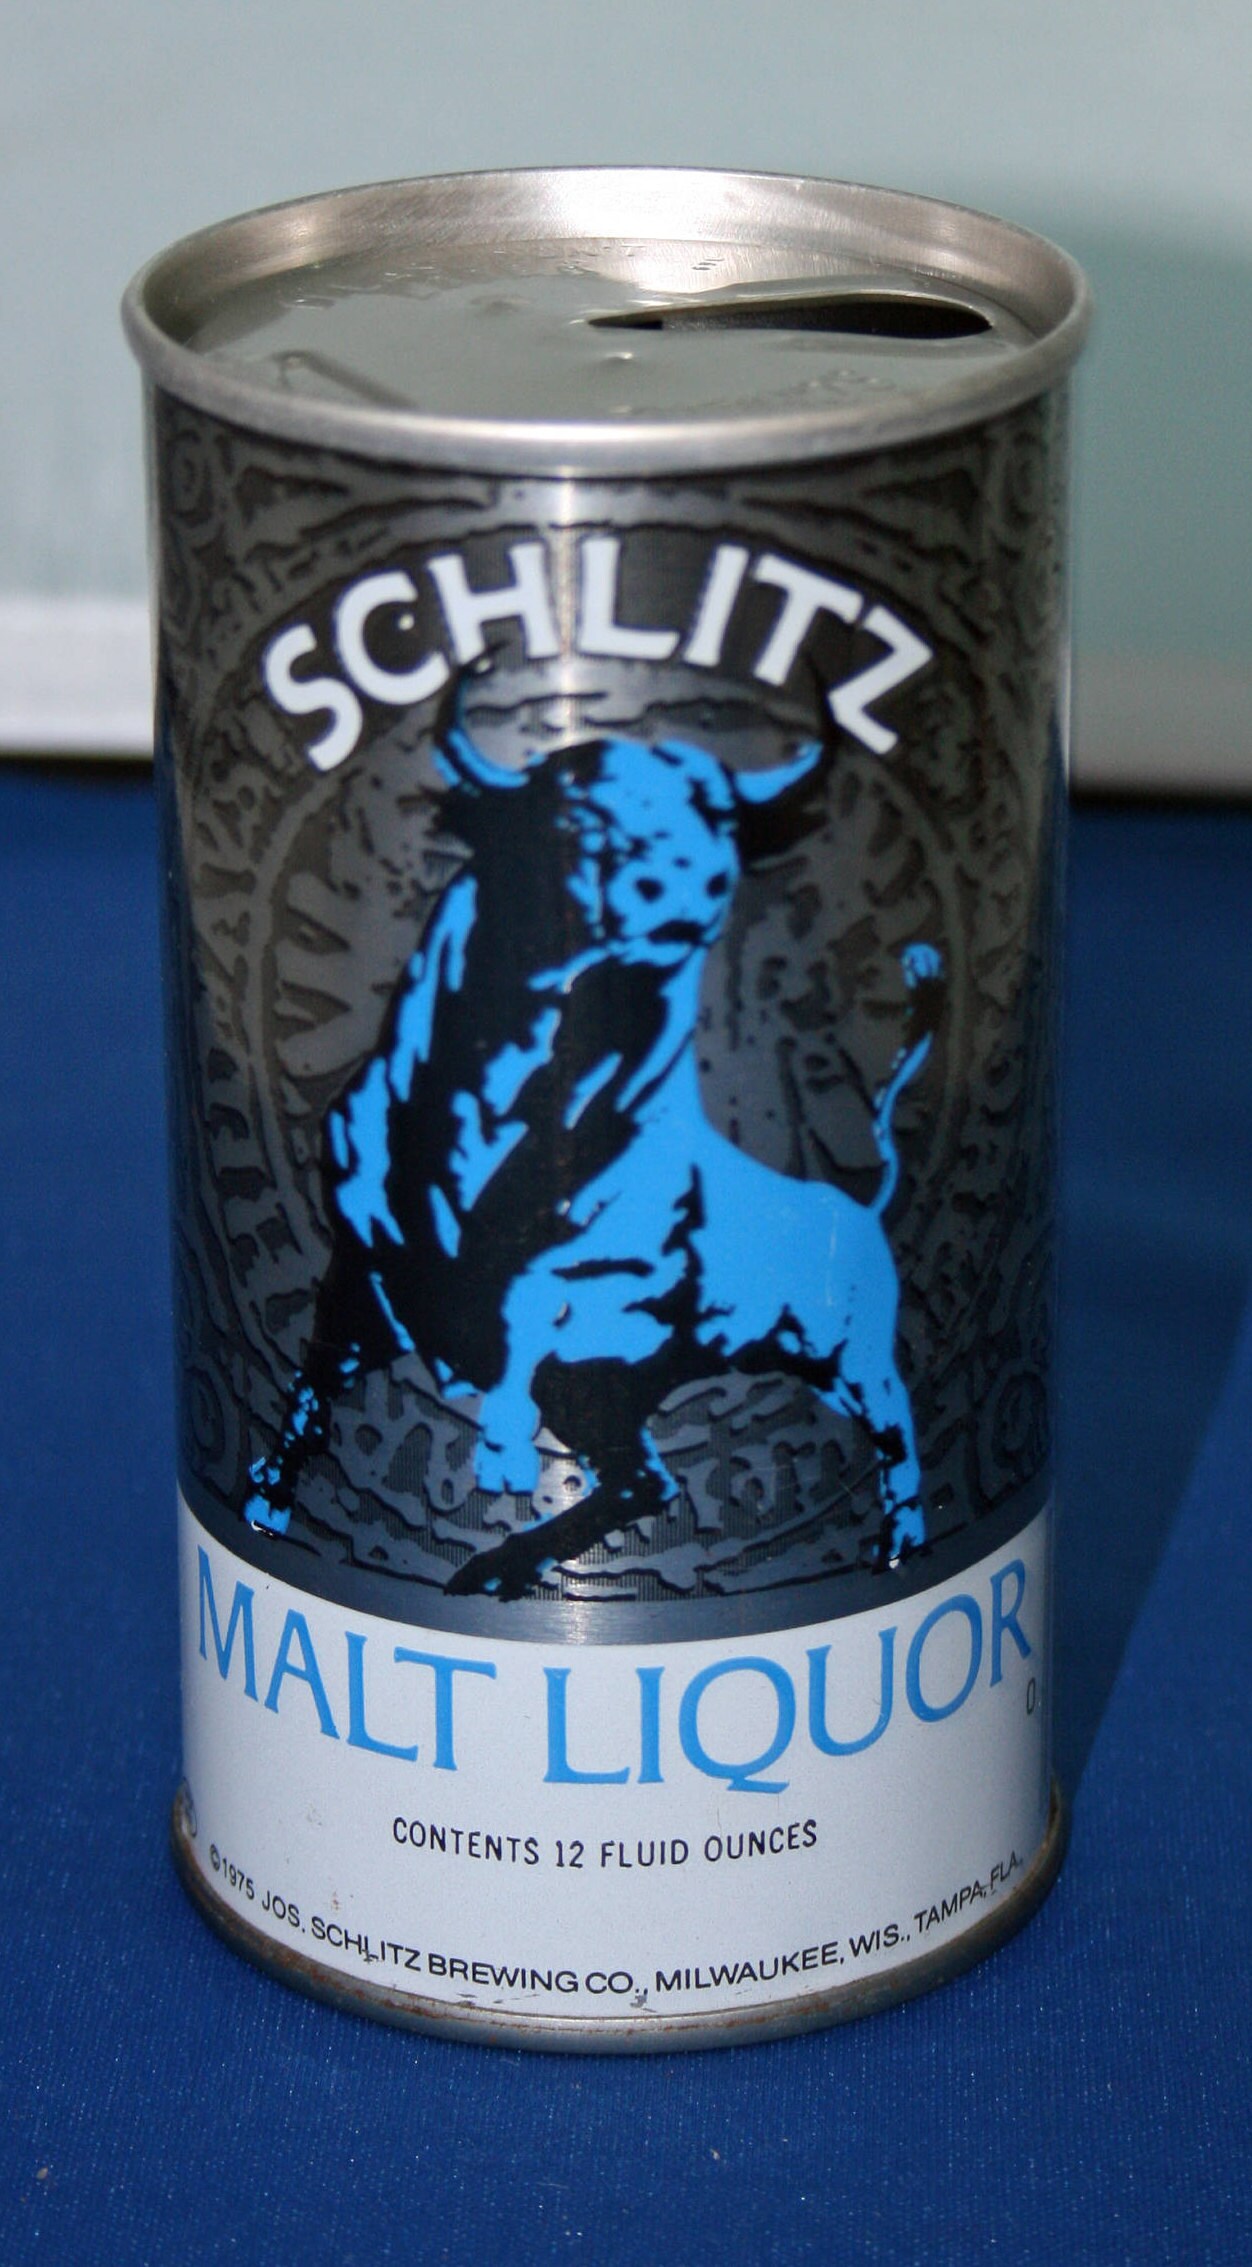 SCHLITZ
MALT LIQUOR
CONTENTS 12 FLUID OUNCES
©1975 JOS. SCHLITZ BREWING CO., MILWAUKEE, WIS., TAMPA, FLA.